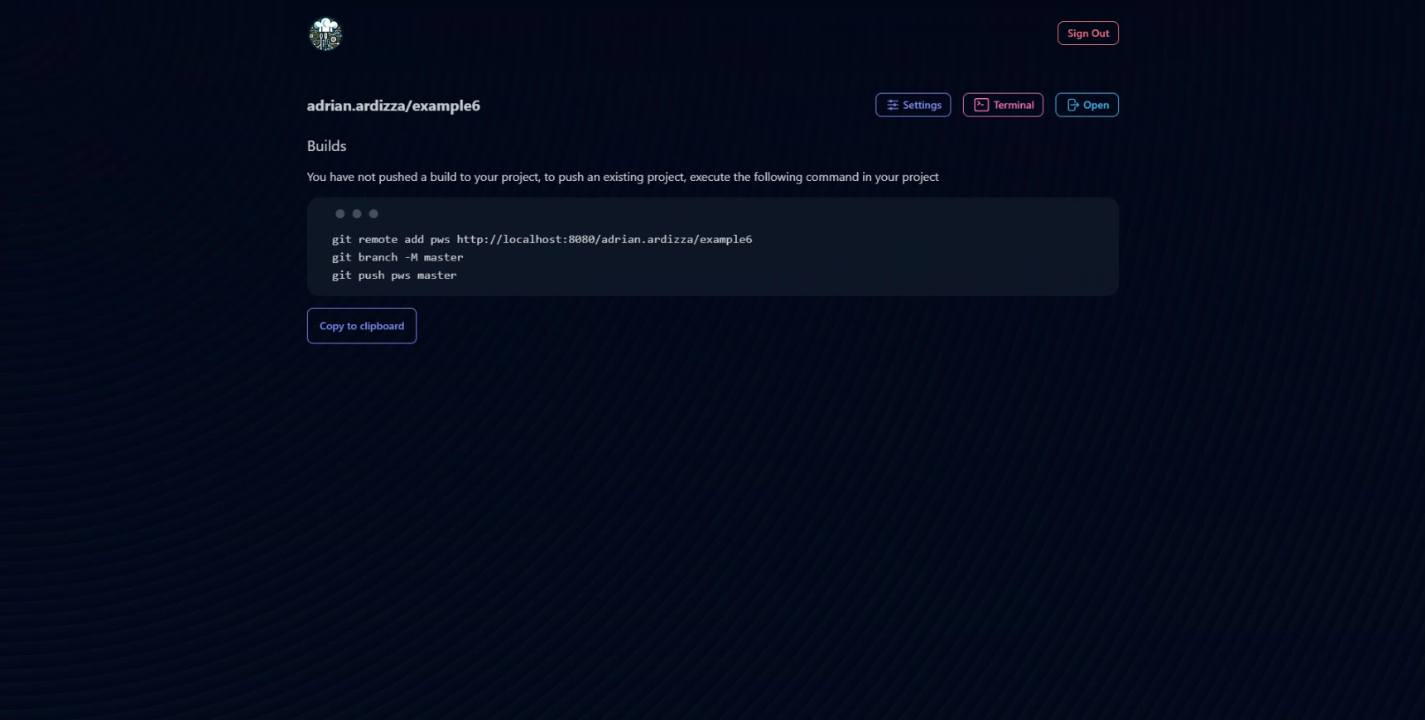 Sign Out
adrian.ardizza/example6
Settings
Terminal
Open
Builds
You have not pushed a build to your project, to push an existing project, execute the following command in your project
git remote add pws http://localhost:8080/adrian.ardizza/example6
git branch -M master
git push pws master
Copy to clipboard